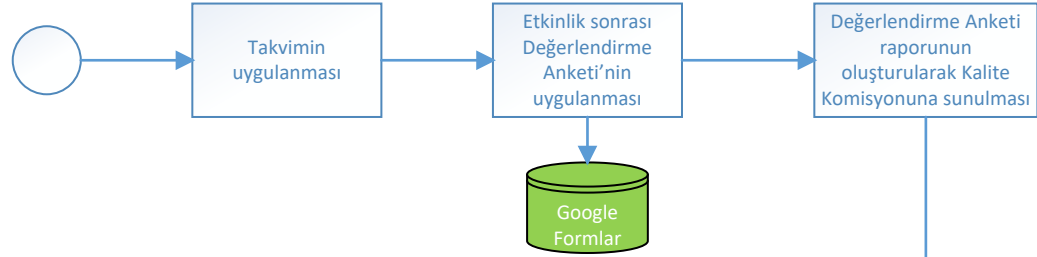 Takvimin
uygulanması
Etkinlik sonrası
Değerlendirme
Anketi’nin
uygulanması
Değerlendirme Anketi
raporunun
oluşturularak Kalite
Komisyonuna sunulması
Google
Formlar